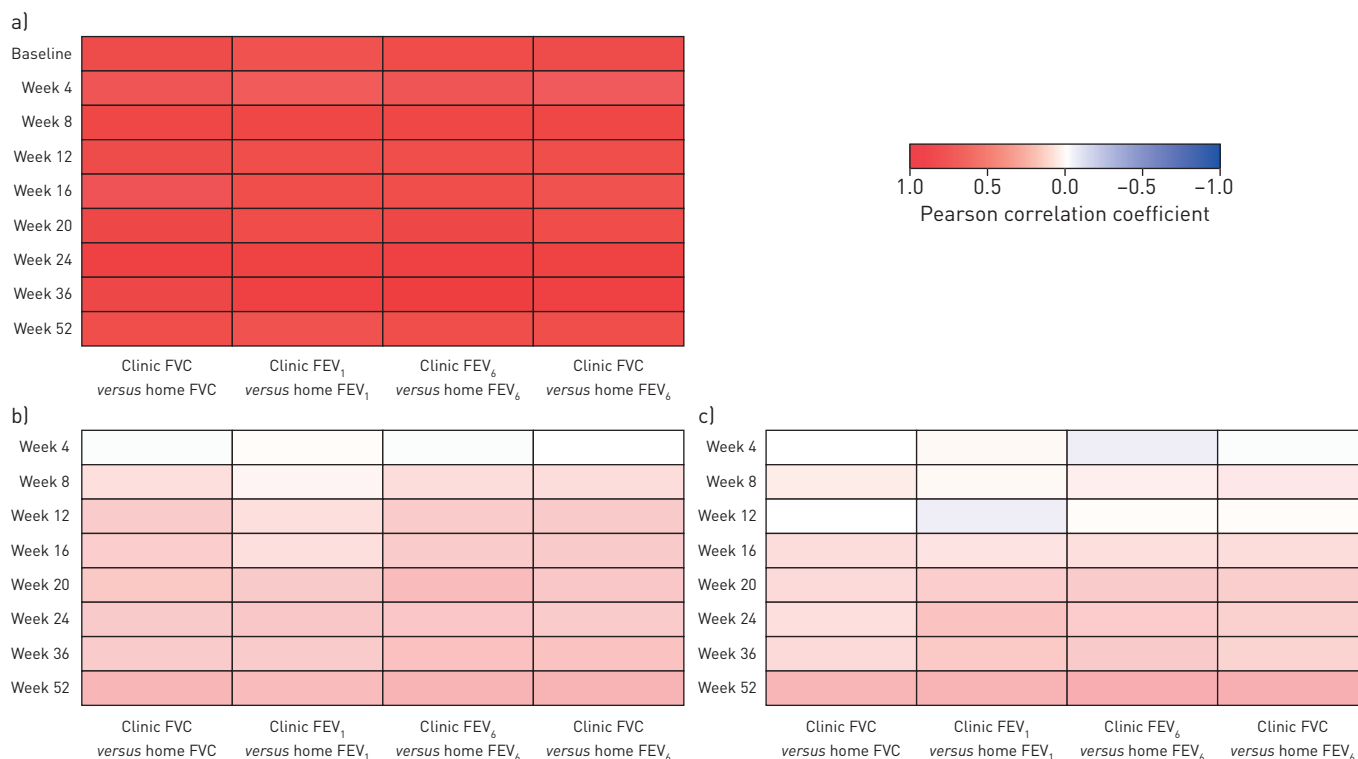 a)
Baseline
Week 4
Week 8
Week 12
Week 16
Week 20
Week 24
Week 36
Week 52
Clinic FVC
versus home FVC
Clinic FEV₁
versus home FEV₁
Clinic FEV₆
versus home FEV₆
Clinic FVC
versus home FEV₆
1.0 0.5 0.0 −0.5 −1.0
Pearson correlation coefficient
b)
Week 4
Week 8
Week 12
Week 16
Week 20
Week 24
Week 36
Week 52
Clinic FVC
versus home FVC
Clinic FEV₁
versus home FEV₁
Clinic FEV₆
versus home FEV₆
Clinic FVC
versus home FEV₆
c)
Week 4
Week 8
Week 12
Week 16
Week 20
Week 24
Week 36
Week 52
Clinic FVC
versus home FVC
Clinic FEV₁
versus home FEV₁
Clinic FEV₆
versus home FEV₆
Clinic FVC
versus home FEV₆